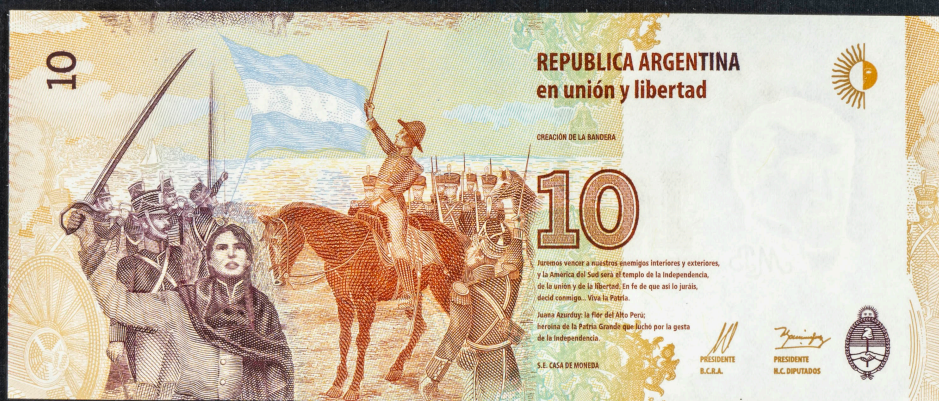 10
REPUBLICA ARGENTINA
en unión y libertad
CREACIÓN DE LA BANDERA
10
Juremos vencer a nuestros enemigos interiores y exteriores,
y la América del Sud será el templo de la Independencia,
de la unión y de la libertad. En fe de que así lo juráis,
decid conmigo... Viva la Patria.
Juana Azurduy: la flor del Alto Perú;
heroína de la Patria Grande que luchó por la gesta
de la Independencia.
S.E. CASA DE MONEDA
PRESIDENTE
B.C.R.A.
PRESIDENTE
H.C. DIPUTADOS